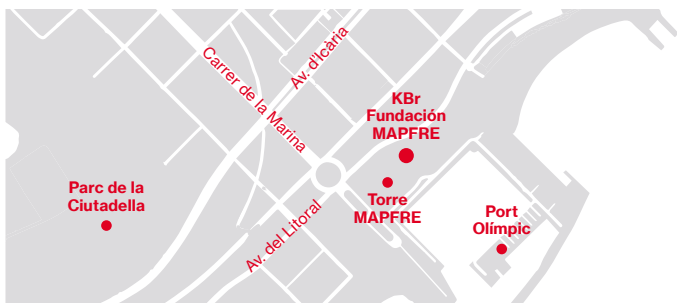 Carrer de la Marina
Av. d'Icària
KBr
Fundación
MAPFRE
Parc de la
Ciutadella
Torre
MAPFRE
Port
Olímpic
Av. del Litoral